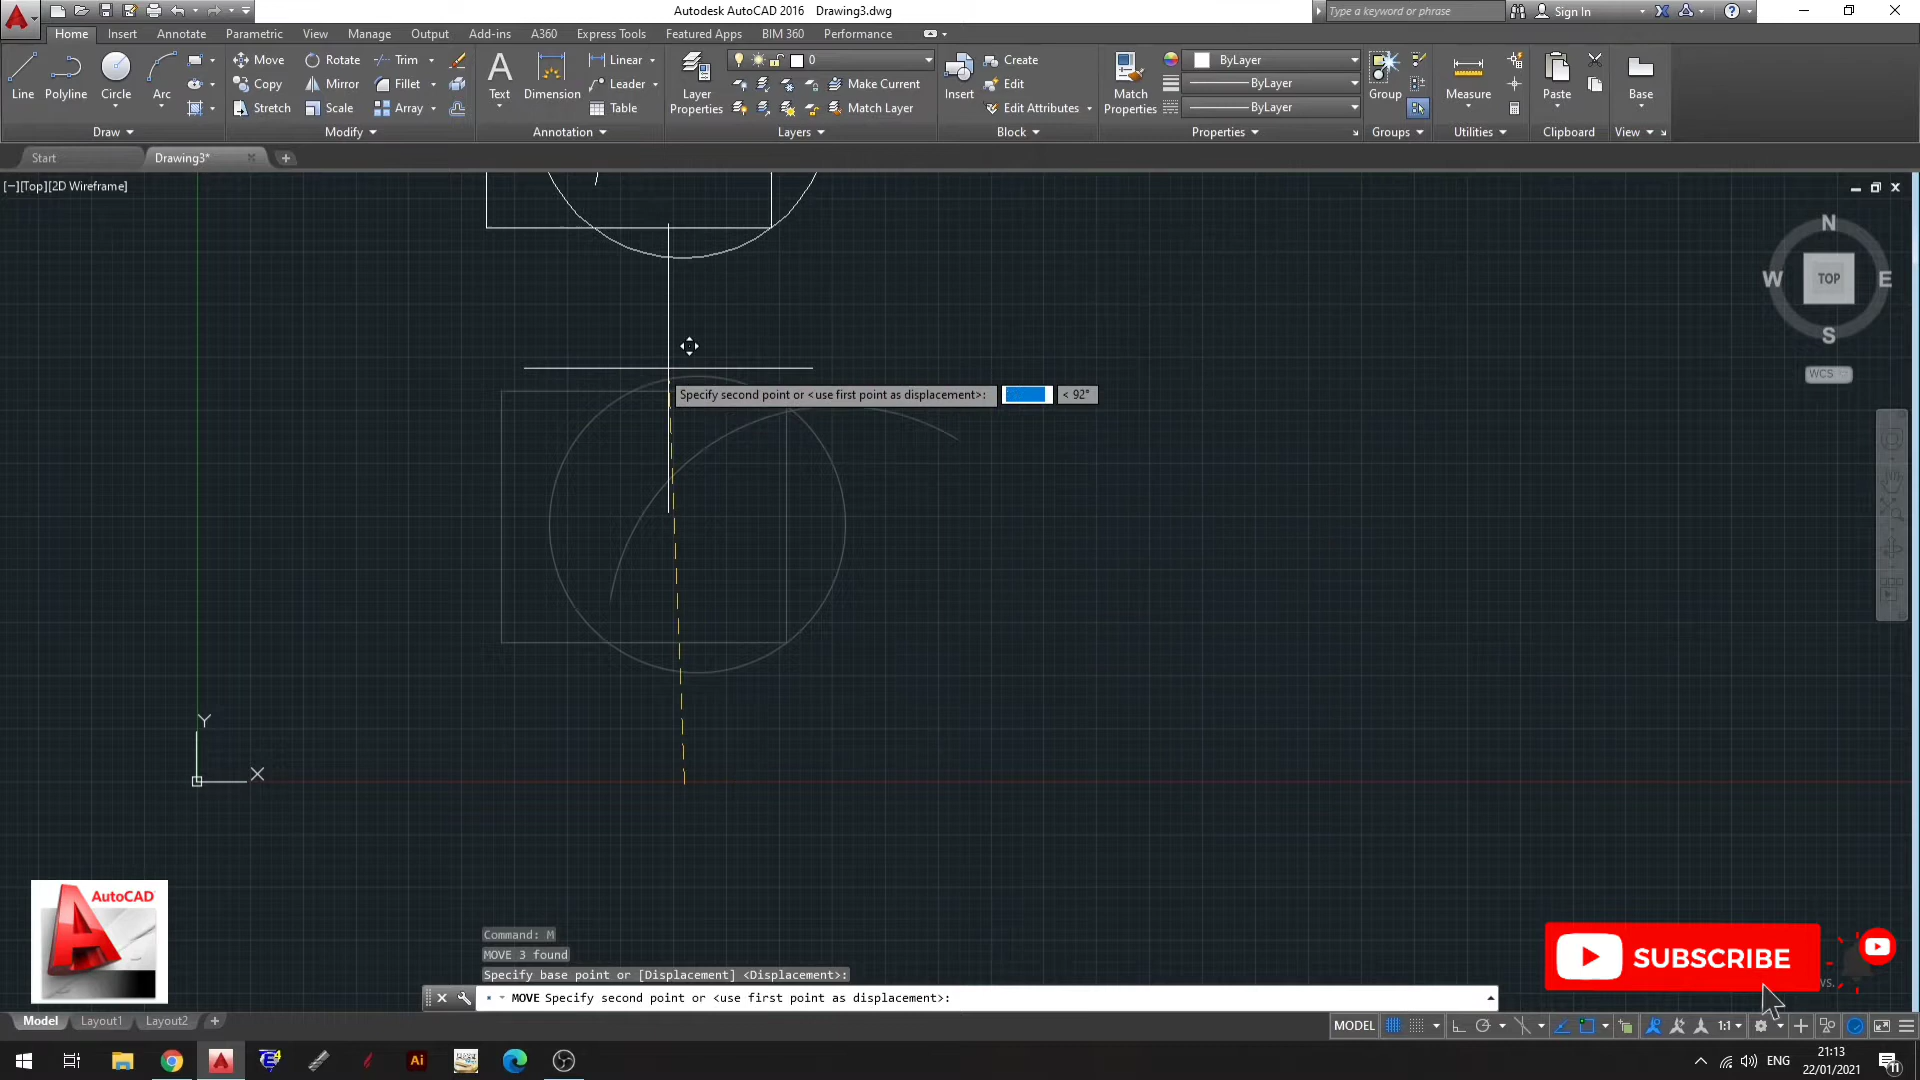 Autodesk AutoCAD 2016 Drawing3.dwg
Type a keyword or phrase
Sign In
Home Insert Annotate Parametric View Manage Output Add-ins A360 Express Tools Featured Apps BIM 360 Performance
Line
Polyline
Circle
Arc
Draw
Move
Rotate
Trim
Copy
Mirror
Fillet
Stretch
Scale
Array
Modify
Text
Dimension
Linear
Leader
Table
Annotation
Layer
Properties
0
Make Current
Match Layer
Layers
Insert
Create
Edit
Edit Attributes
Block
Match
Properties
ByLayer
ByLayer
ByLayer
Properties
Group
Groups
Measure
Utilities
Paste
Clipboard
Base
View
Start
Drawing3*
[−][Top][2D Wireframe]
N
W
TOP
E
S
WCS
Specify second point or <use first point as displacement>:
< 92°
Y
X
AutoCAD
Command: M
MOVE 3 found
Specify base point or [Displacement] <Displacement>:
MOVE Specify second point or <use first point as displacement>:
SUBSCRIBE
Model Layout1 Layout2
MODEL
1:1
Ai
ENG
21:13
22/01/2021
11